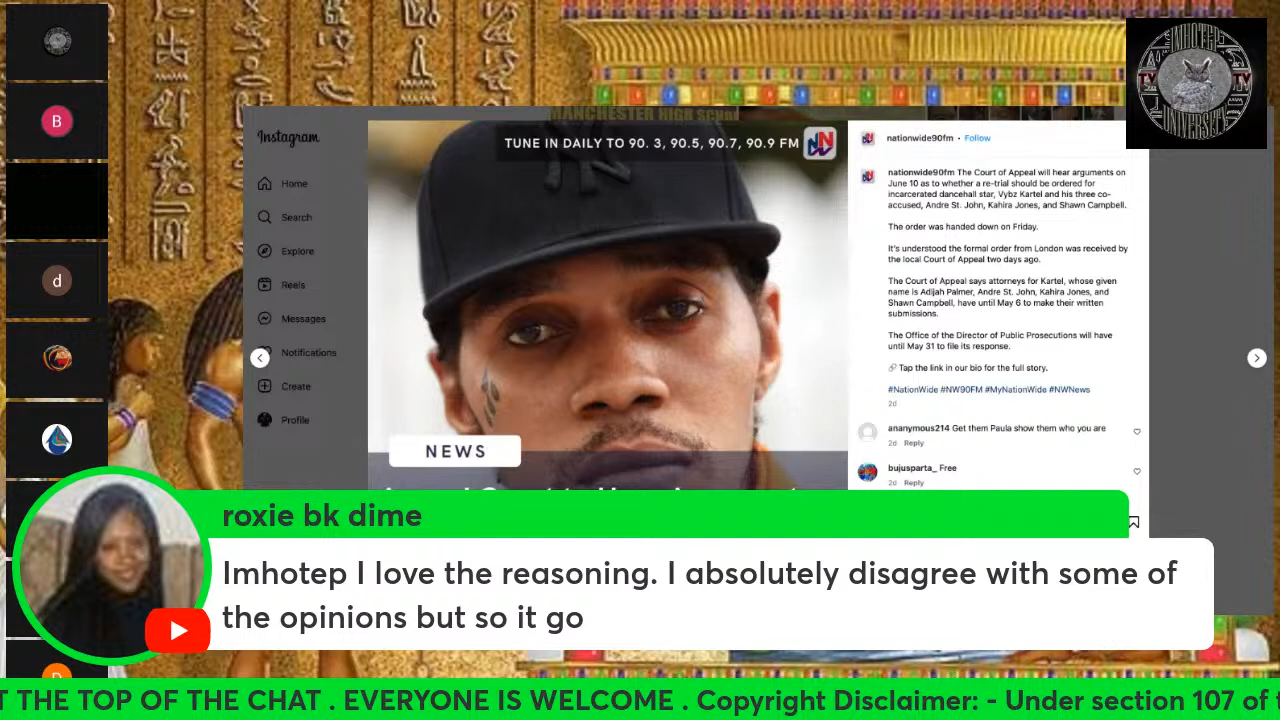 MANCHESTER HIGH SCHOOL
IMHOTEP
TV TV
UNIVERSITY
B
d
Instagram
Home
Search
Explore
Reels
Messages
Notifications
Create
Profile
TUNE IN DAILY TO 90. 3, 90.5, 90.7, 90.9 FM
NEWS
nationwide90fm • Follow
nationwide90fm The Court of Appeal will hear arguments on
June 10 as to whether a re-trial should be ordered for
incarcerated dancehall star, Vybz Kartel and his three co-
accused, Andre St. John, Kahira Jones, and Shawn Campbell.
The order was handed down on Friday.
It's understood the formal order from London was received by
the local Court of Appeal two days ago.
The Court of Appeal says attorneys for Kartel, whose given
name is Adijah Palmer, Andre St. John, Kahira Jones, and
Shawn Campbell, have until May 6 to make their written
submissions.
The Office of the Director of Public Prosecutions will have
until May 31 to file its response.
🔗 Tap the link in our bio for the full story.
#NationWide #NW90FM #MyNationWide #NWNews
2d
ananymous214 Get them Paula show them who you are
2d Reply
bujusparta_ Free
2d Reply
roxie bk dime
Imhotep I love the reasoning. I absolutely disagree with some of
the opinions but so it go
T THE TOP OF THE CHAT . EVERYONE IS WELCOME . Copyright Disclaimer: - Under section 107 of